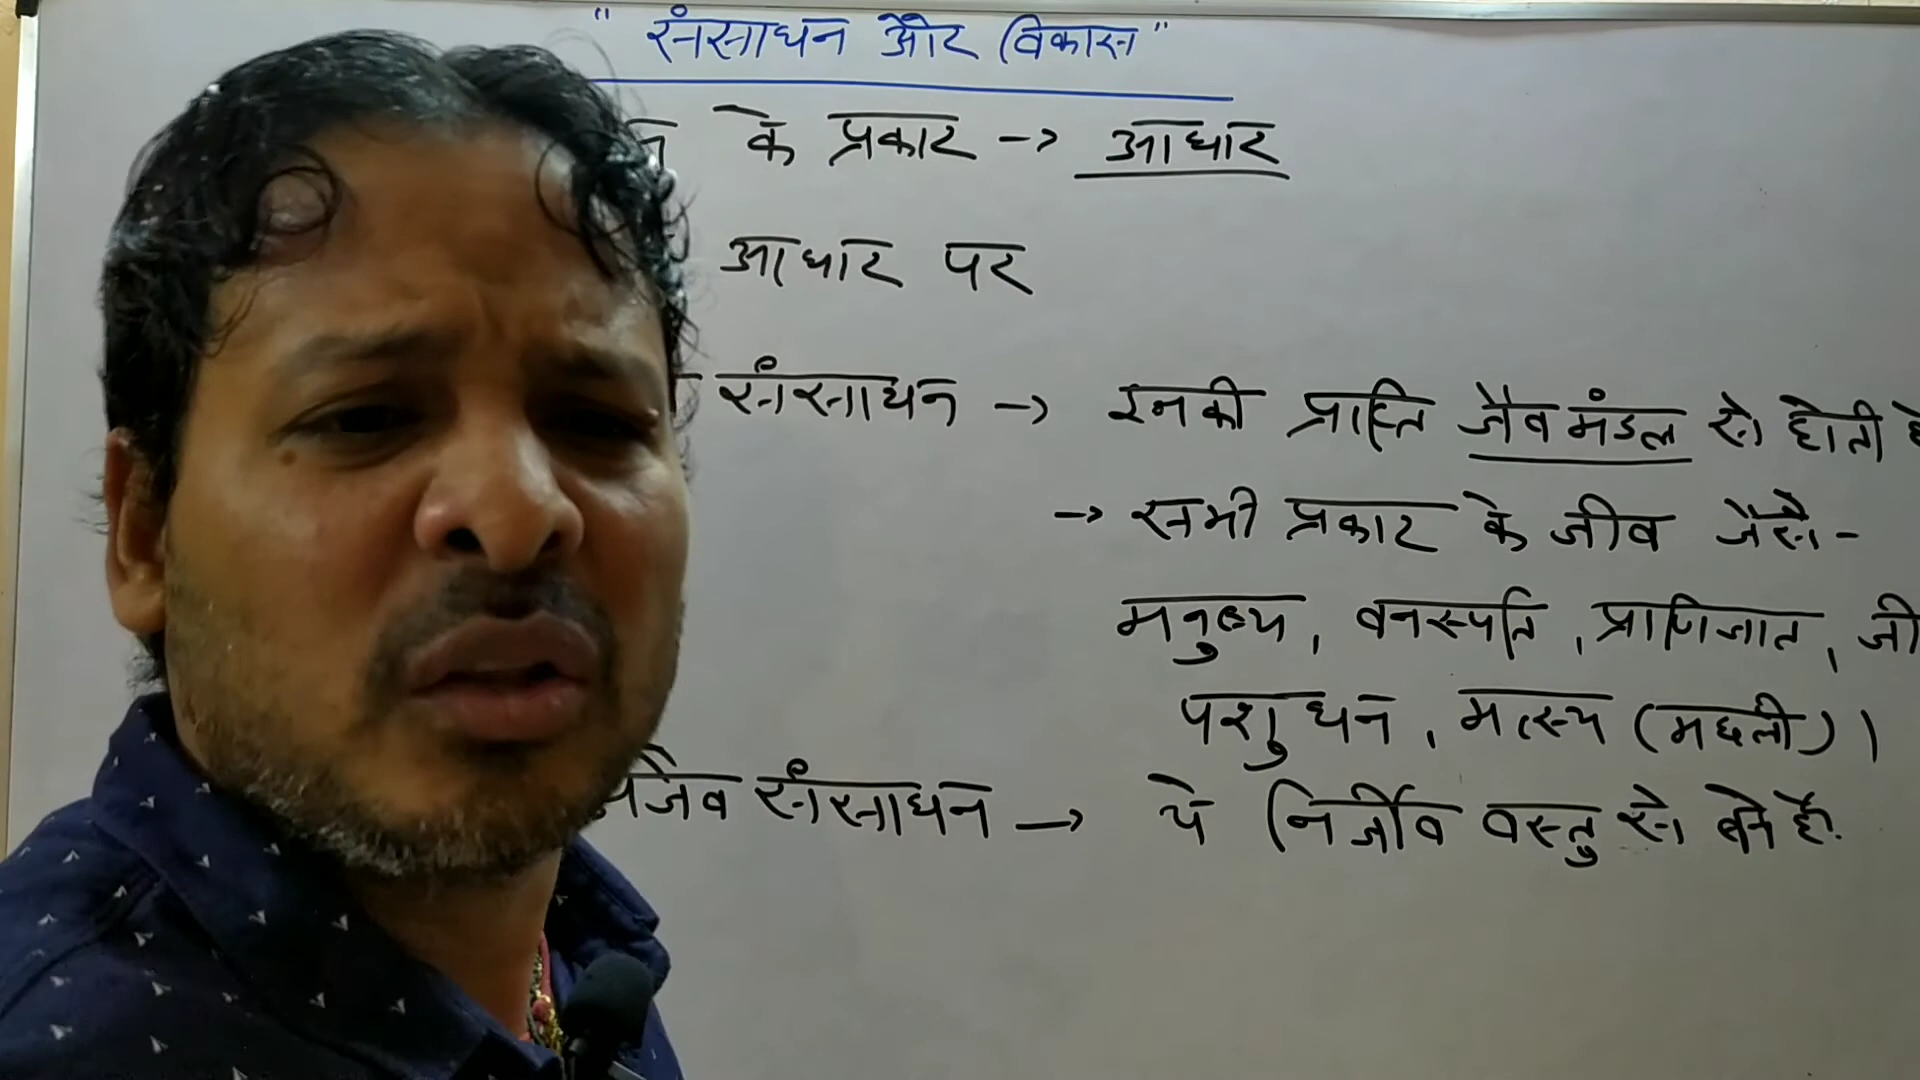 " संसाधन और विकास "
के प्रकार → आधार
आधार पर
संसाधन → इनकी प्राप्ति जैवमंडल से होती
→ सभी प्रकार के जीव जैसे-
मनुष्य, वनस्पति, प्राणिजात,
पशुधन, मत्स्य (मछली)।
अजैव संसाधन → ये निर्जीव वस्तु से बने हैं.